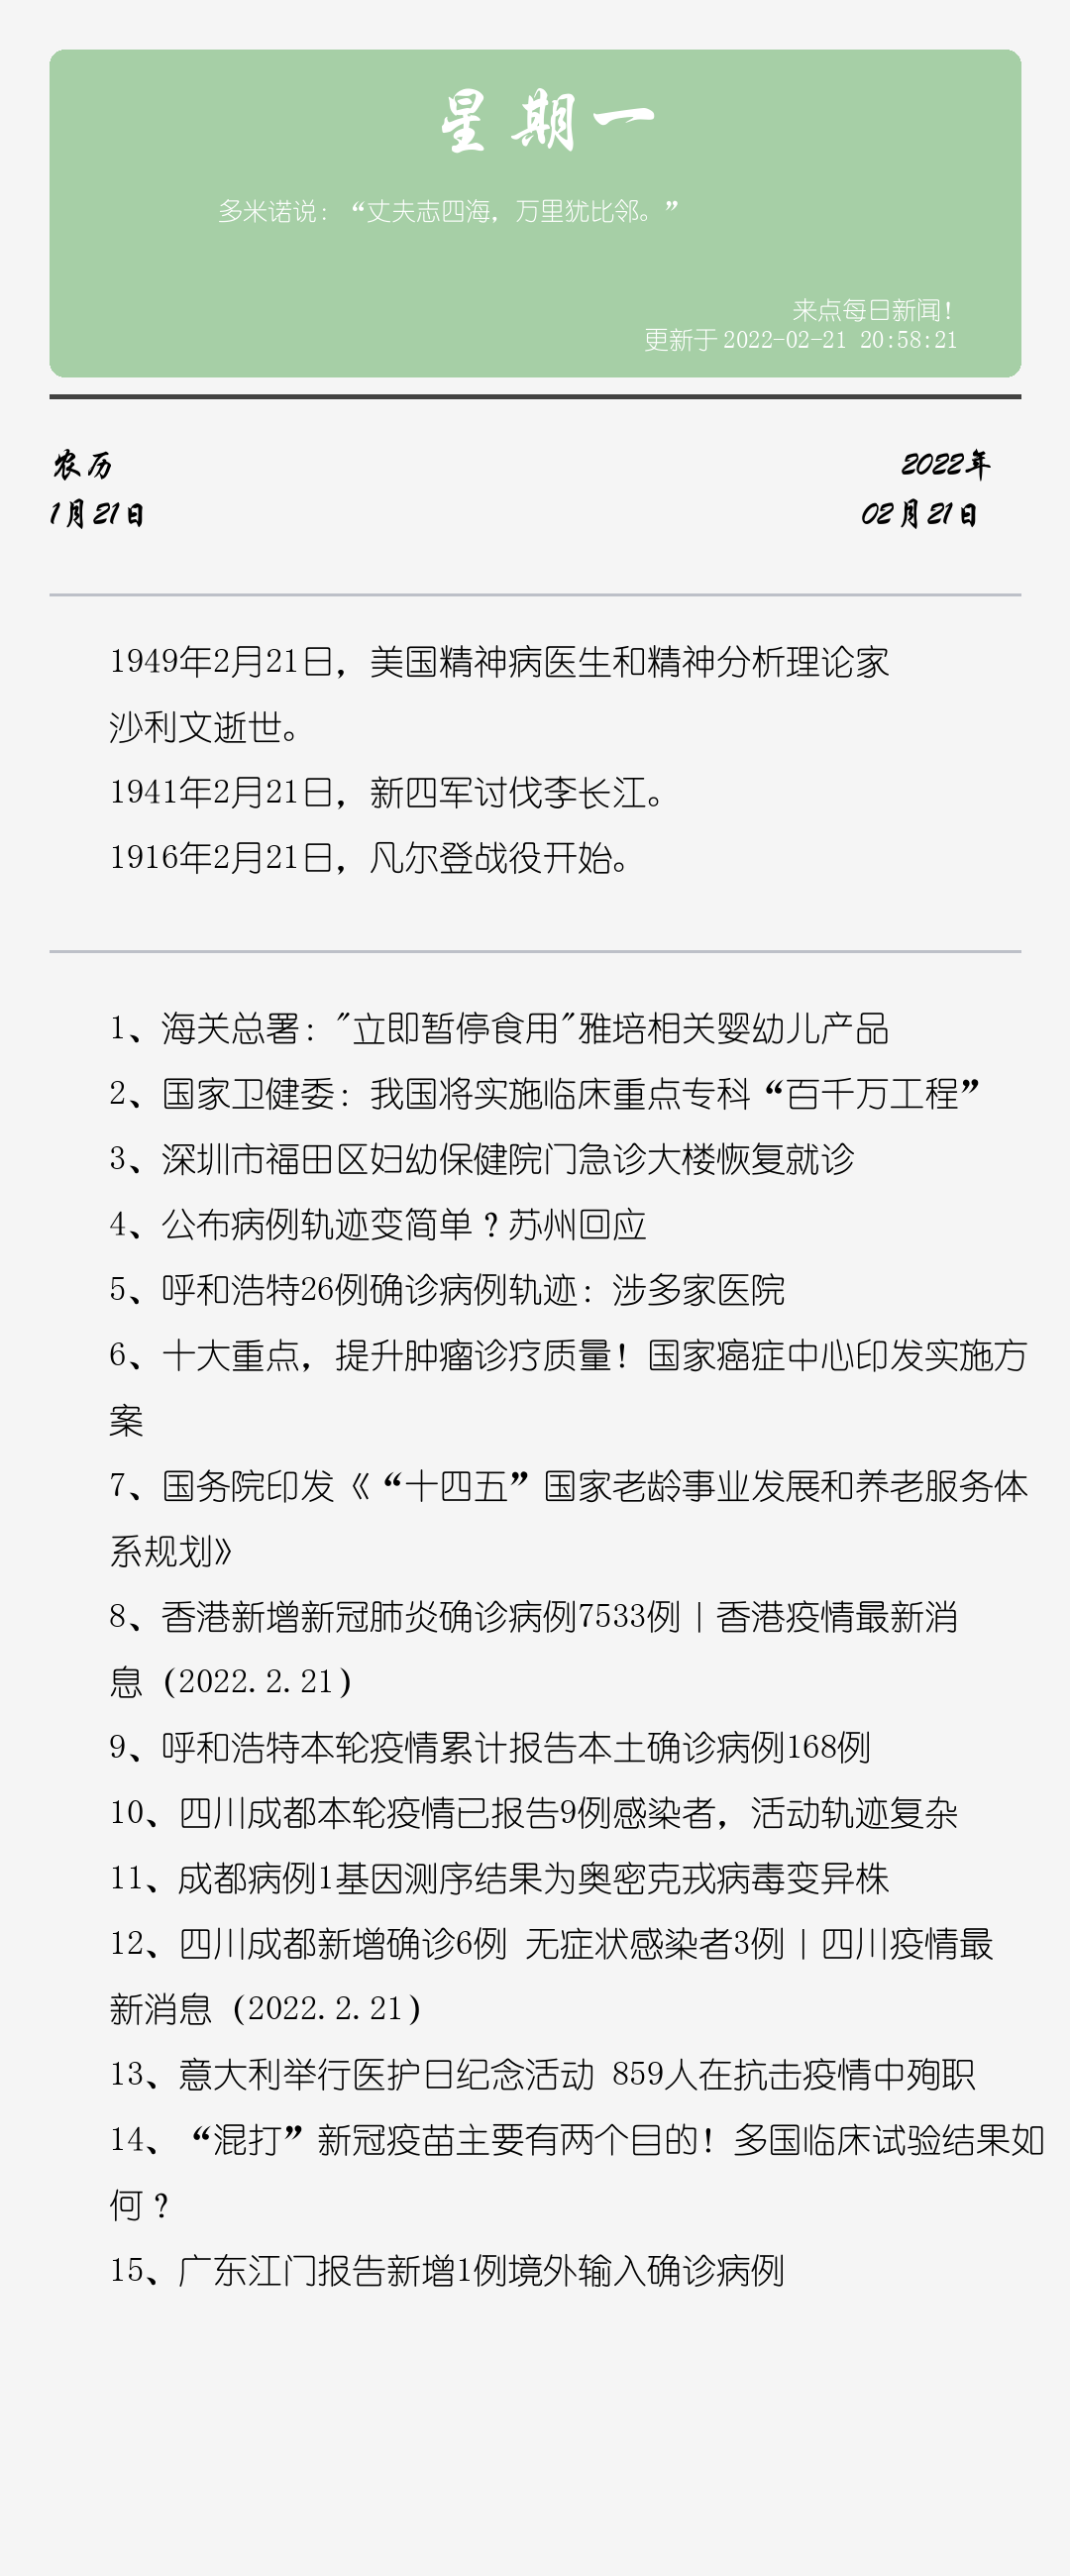 星期一
多米诺说：“丈夫志四海，万里犹比邻。”
来点每日新闻！
更新于 2022-02-21 20:58:21
农历
2022年
1月21日
02月21日
1949年2月21日，美国精神病医生和精神分析理论家
沙利文逝世。
1941年2月21日，新四军讨伐李长江。
1916年2月21日，凡尔登战役开始。
1、海关总署："立即暂停食用"雅培相关婴幼儿产品
2、国家卫健委：我国将实施临床重点专科“百千万工程”
3、深圳市福田区妇幼保健院门急诊大楼恢复就诊
4、公布病例轨迹变简单？苏州回应
5、呼和浩特26例确诊病例轨迹：涉多家医院
6、十大重点，提升肿瘤诊疗质量！国家癌症中心印发实施方
案
7、国务院印发《“十四五”国家老龄事业发展和养老服务体
系规划》
8、香港新增新冠肺炎确诊病例7533例丨香港疫情最新消
息（2022.2.21）
9、呼和浩特本轮疫情累计报告本土确诊病例168例
10、四川成都本轮疫情已报告9例感染者，活动轨迹复杂
11、成都病例1基因测序结果为奥密克戎病毒变异株
12、四川成都新增确诊6例 无症状感染者3例丨四川疫情最
新消息（2022.2.21）
13、意大利举行医护日纪念活动 859人在抗击疫情中殉职
14、“混打”新冠疫苗主要有两个目的！多国临床试验结果如
何？
15、广东江门报告新增1例境外输入确诊病例